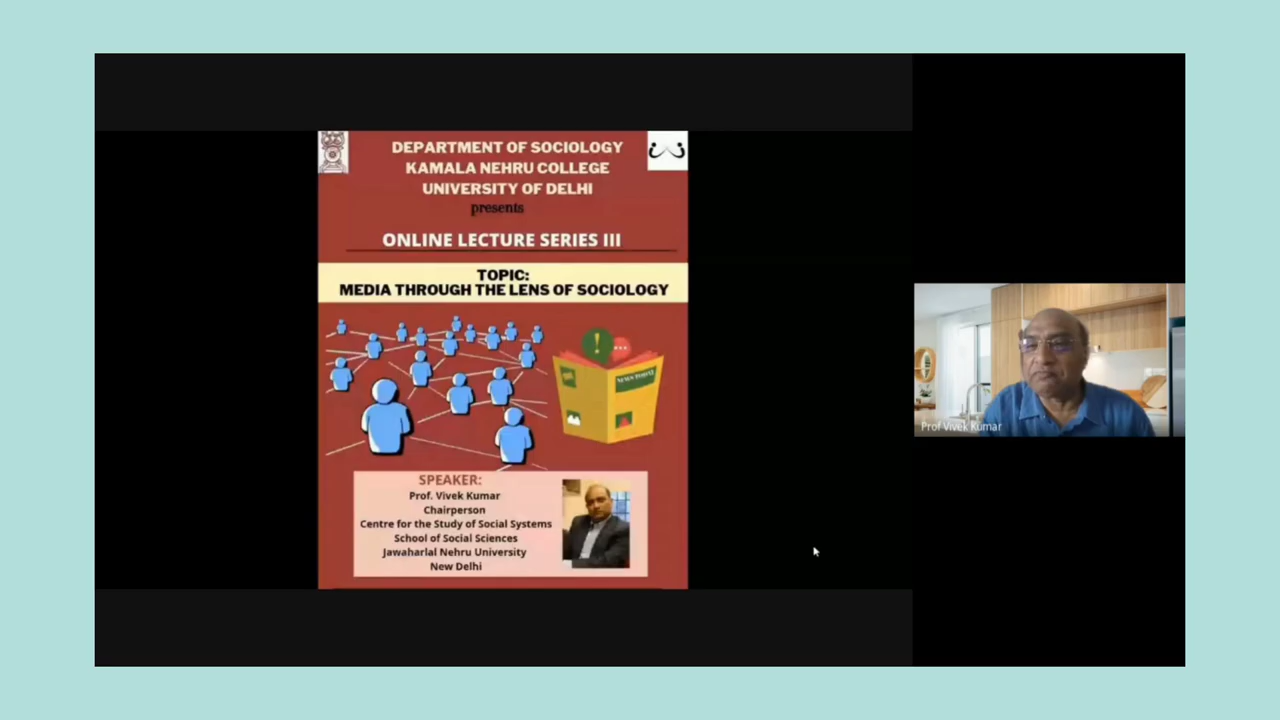 DEPARTMENT OF SOCIOLOGY
KAMALA NEHRU COLLEGE
UNIVERSITY OF DELHI
presents
ONLINE LECTURE SERIES III
TOPIC:
MEDIA THROUGH THE LENS OF SOCIOLOGY
NEWS PAPER
SPEAKER:
Prof. Vivek Kumar
Chairperson
Centre for the Study of Social Systems
School of Social Sciences
Jawaharlal Nehru University
New Delhi
Prof Vivek Kumar